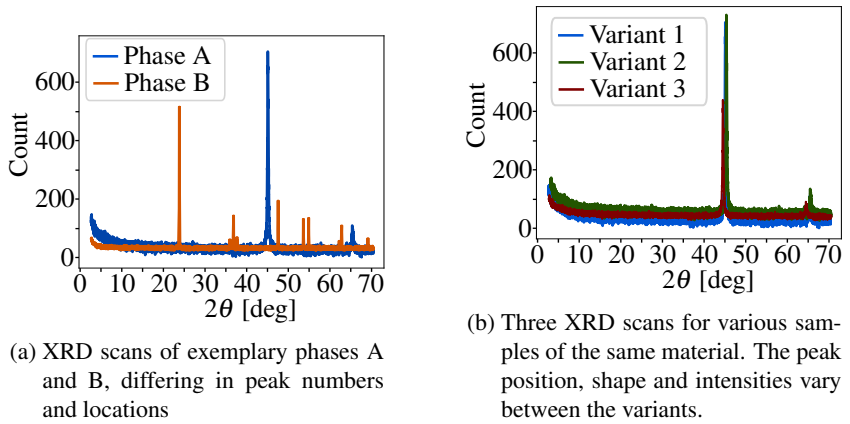 Phase A
Phase B
600
400
200
0
Count
0 10 20 30 40 50 60 70
2θ [deg]
(a) XRD scans of exemplary phases A
and B, differing in peak numbers
and locations
Variant 1
Variant 2
Variant 3
600
400
200
0
Count
0 10 20 30 40 50 60 70
2θ [deg]
(b) Three XRD scans for various sam-
ples of the same material. The peak
position, shape and intensities vary
between the variants.